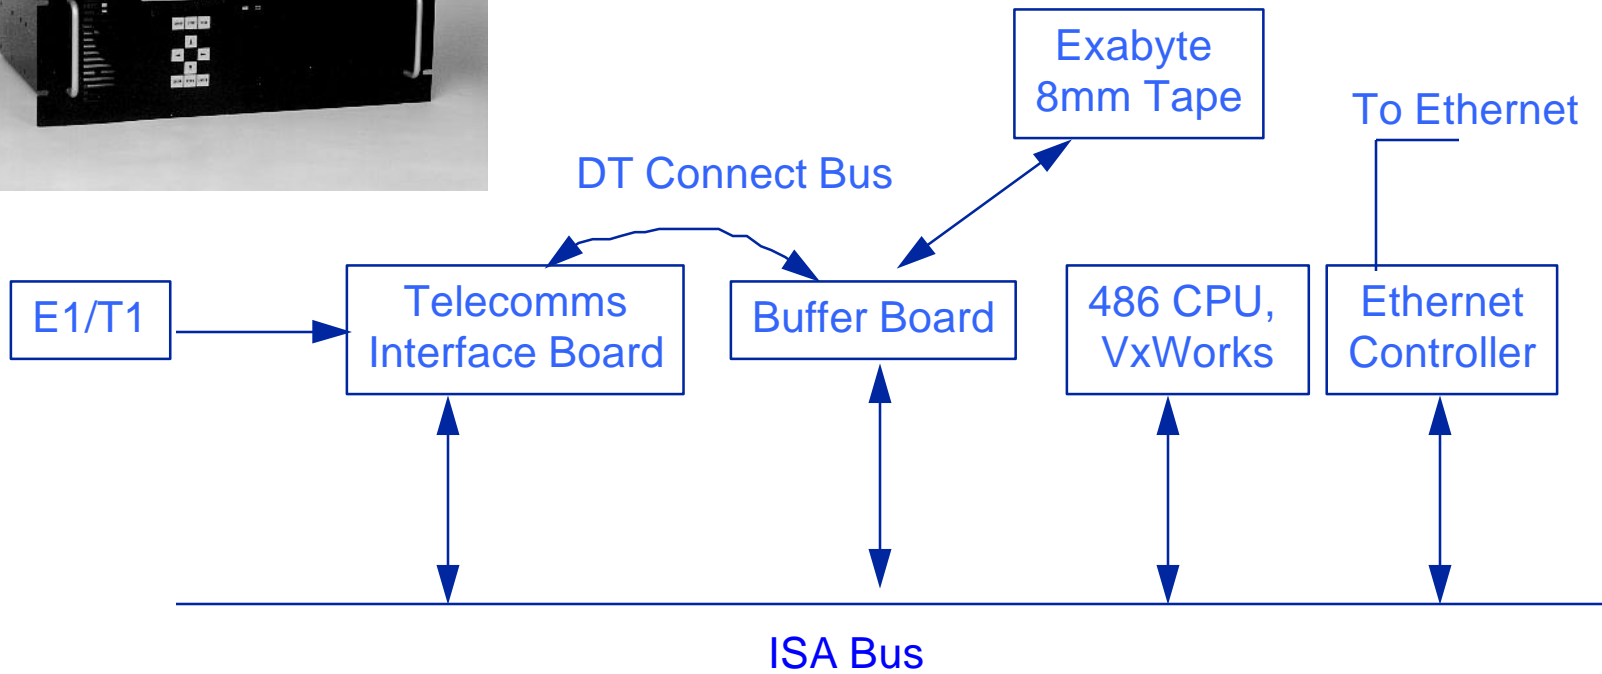 Exabyte
8mm Tape
To Ethernet
DT Connect Bus
E1/T1
Telecomms
Interface Board
Buffer Board
486 CPU,
VxWorks
Ethernet
Controller
ISA Bus